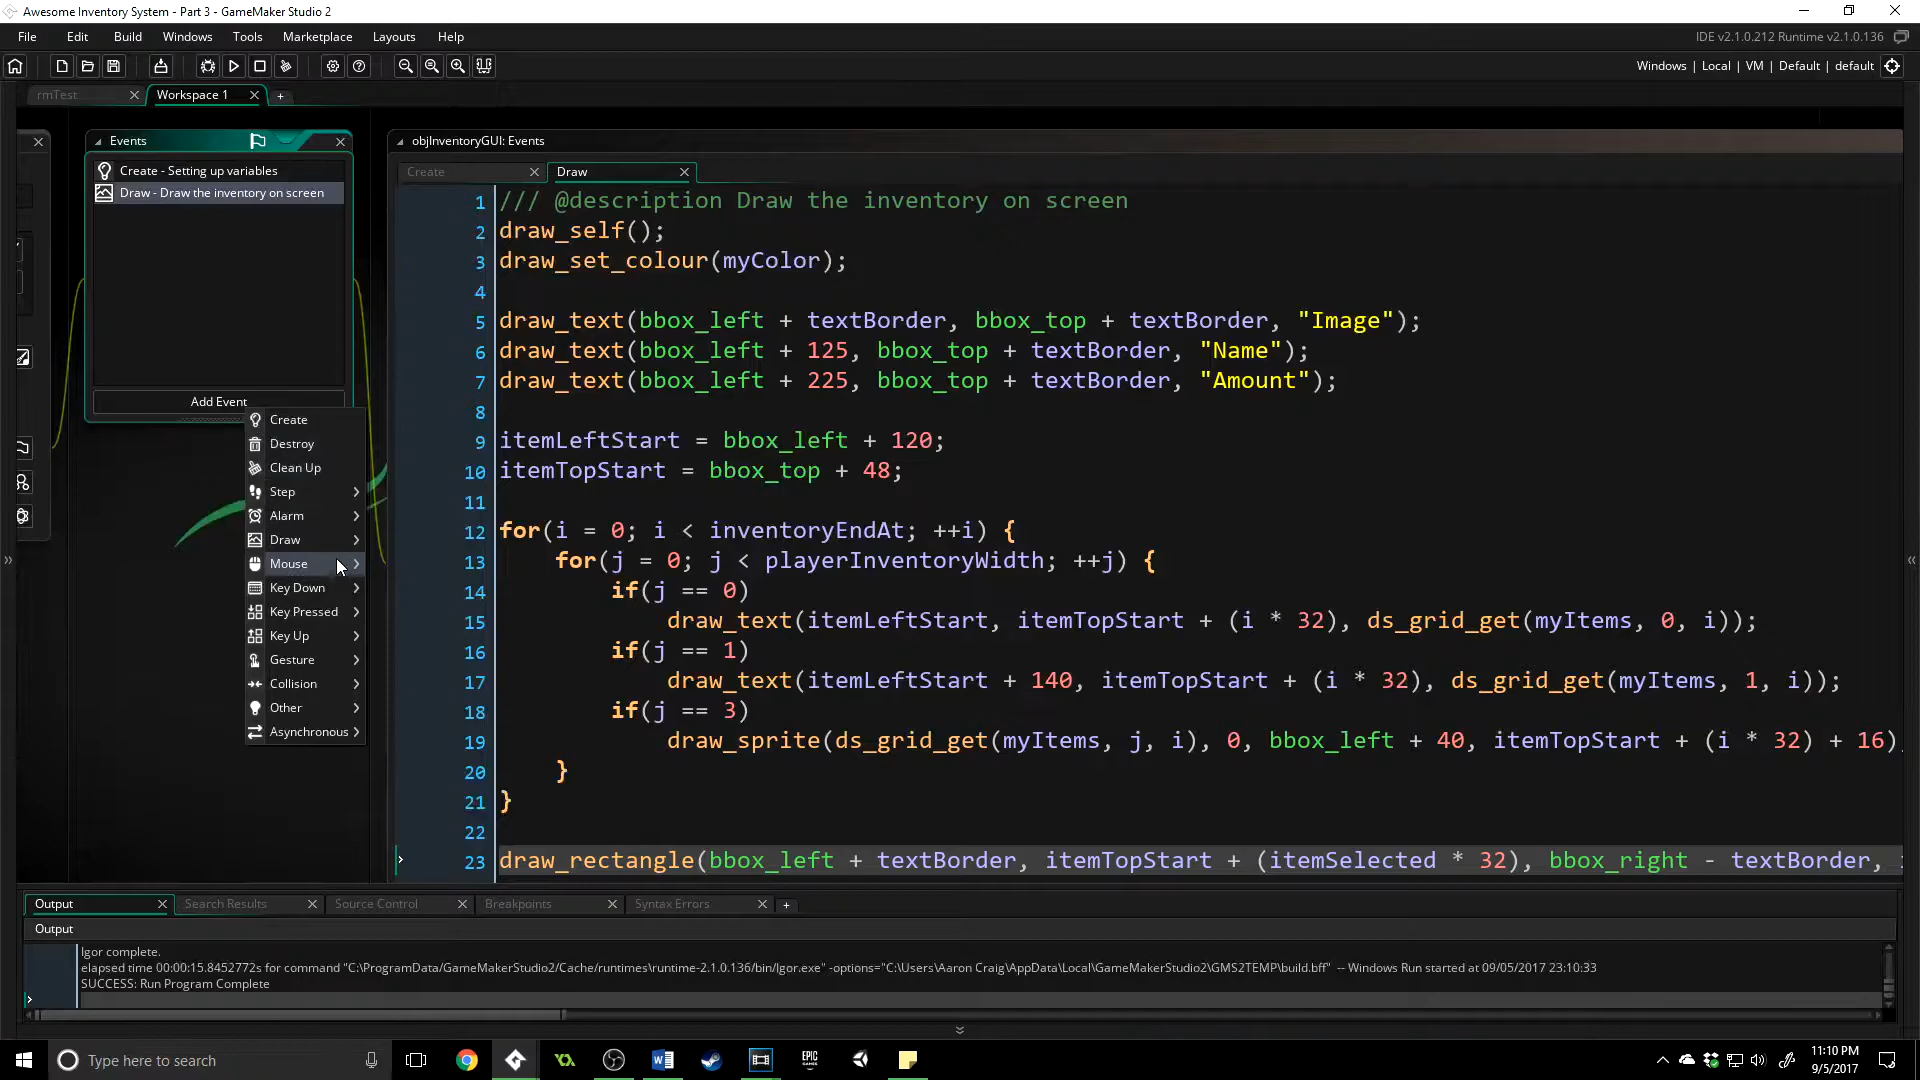 Awesome Inventory System - Part 3 - GameMaker Studio 2
File Edit Build Windows Tools Marketplace Layouts Help
IDE v2.1.0.212 Runtime v2.1.0.136
Windows | Local | VM | Default | default
rmTest
Workspace 1
Events
Create - Setting up variables
Draw - Draw the inventory on screen
Add Event
Create
Destroy
Clean Up
Step
Alarm
Draw
Mouse
Key Down
Key Pressed
Key Up
Gesture
Collision
Other
Asynchronous
objInventoryGUI: Events
Create
Draw
1 /// @description Draw the inventory on screen
2 draw_self();
3 draw_set_colour(myColor);
4
5 draw_text(bbox_left + textBorder, bbox_top + textBorder, "Image");
6 draw_text(bbox_left + 125, bbox_top + textBorder, "Name");
7 draw_text(bbox_left + 225, bbox_top + textBorder, "Amount");
8
9 itemLeftStart = bbox_left + 120;
10 itemTopStart = bbox_top + 48;
11
12 for(i = 0; i < inventoryEndAt; ++i) {
13 for(j = 0; j < playerInventoryWidth; ++j) {
14 if(j == 0)
15 draw_text(itemLeftStart, itemTopStart + (i * 32), ds_grid_get(myItems, 0, i));
16 if(j == 1)
17 draw_text(itemLeftStart + 140, itemTopStart + (i * 32), ds_grid_get(myItems, 1, i));
18 if(j == 3)
19 draw_sprite(ds_grid_get(myItems, j, i), 0, bbox_left + 40, itemTopStart + (i * 32) + 16)
20 }
21 }
22
23 draw_rectangle(bbox_left + textBorder, itemTopStart + (itemSelected * 32), bbox_right - textBorder,
Output
Search Results
Source Control
Breakpoints
Syntax Errors
Output
Igor complete.
elapsed time 00:00:15.8452772s for command "C:\ProgramData/GameMakerStudio2/Cache/runtimes\runtime-2.1.0.136/bin/Igor.exe" -options="C:\Users\Aaron Craig\AppData\Local\GameMakerStudio2\GMS2TEMP\build.bff" -- Windows Run started at 09/05/2017 23:10:33
SUCCESS: Run Program Complete
Type here to search
EPIC
GAMES
11:10 PM
9/5/2017